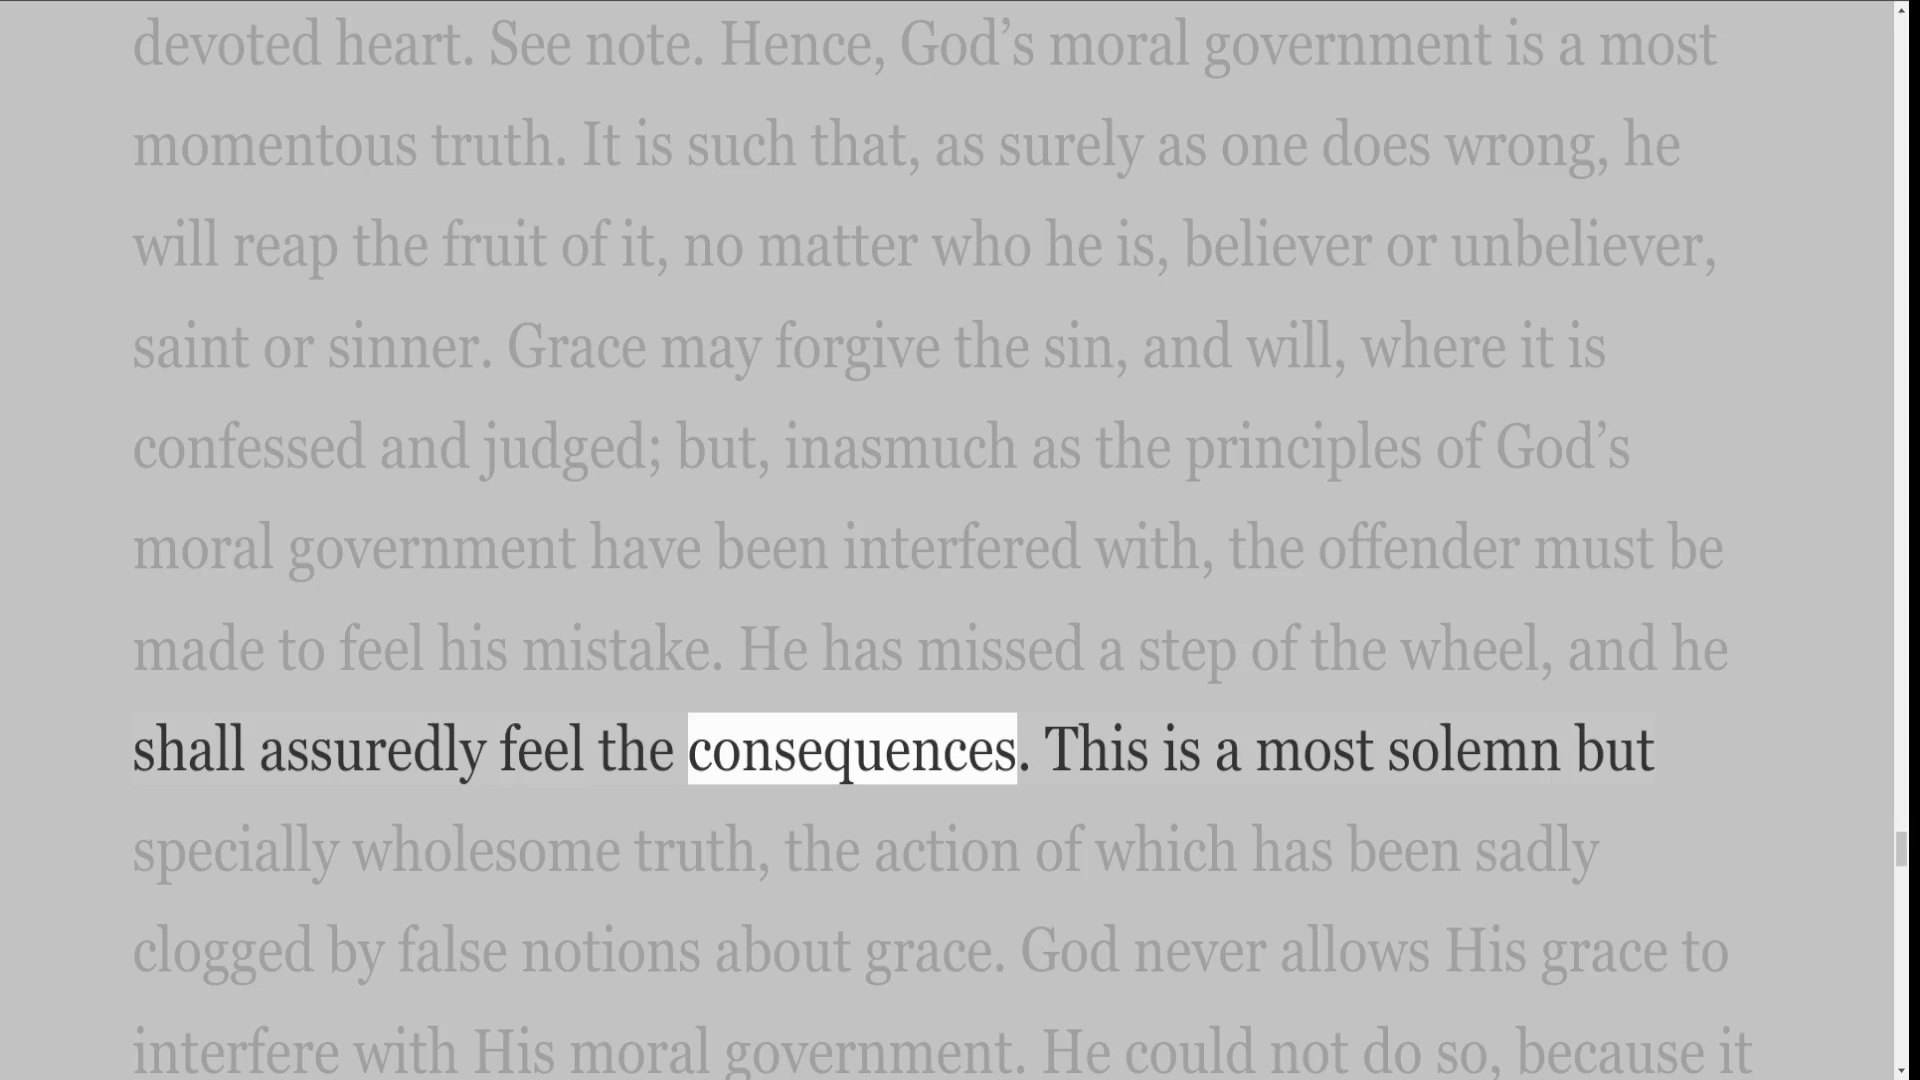 devoted heart. See note. Hence, God’s moral government is a most
momentous truth. It is such that, as surely as one does wrong, he
will reap the fruit of it, no matter who he is, believer or unbeliever,
saint or sinner. Grace may forgive the sin, and will, where it is
confessed and judged; but, inasmuch as the principles of God’s
moral government have been interfered with, the offender must be
made to feel his mistake. He has missed a step of the wheel, and he
shall assuredly feel the consequences. This is a most solemn but
specially wholesome truth, the action of which has been sadly
clogged by false notions about grace. God never allows His grace to
interfere with His moral government. He could not do so, because it